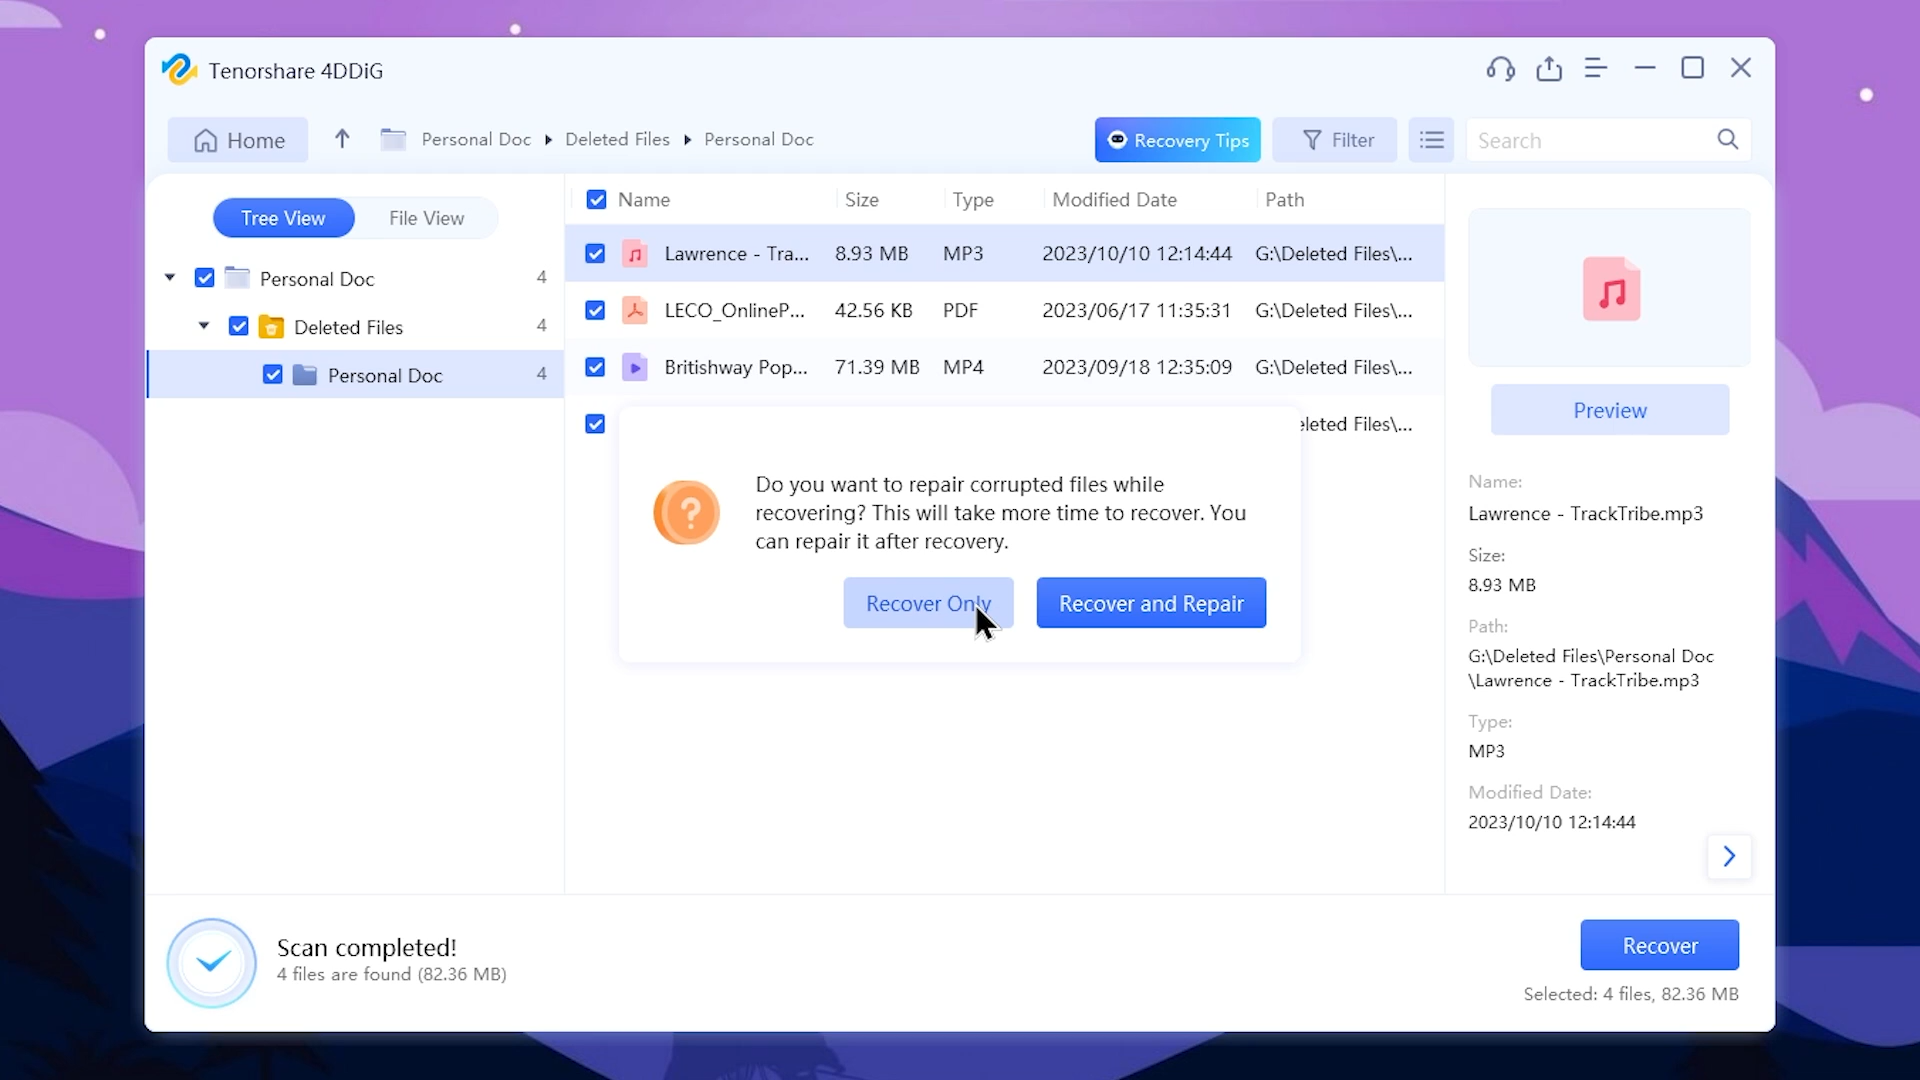 Tenorshare 4DDiG
Home
Personal Doc
Deleted Files
Personal Doc
Recovery Tips
Filter
Search
Tree View
File View
Personal Doc 4
Deleted Files 4
Personal Doc 4
Name Size Type Modified Date Path
Lawrence - Tra... 8.93 MB MP3 2023/10/10 12:14:44 G:\Deleted Files\...
LECO_OnlineP... 42.56 KB PDF 2023/06/17 11:35:31 G:\Deleted Files\...
Britishway Pop... 71.39 MB MP4 2023/09/18 12:35:09 G:\Deleted Files\...
eleted Files\...
Do you want to repair corrupted files while
recovering? This will take more time to recover. You
can repair it after recovery.
Recover Only
Recover and Repair
Preview
Name:
Lawrence - TrackTribe.mp3
Size:
8.93 MB
Path:
G:\Deleted Files\Personal Doc
\Lawrence - TrackTribe.mp3
Type:
MP3
Modified Date:
2023/10/10 12:14:44
Scan completed!
4 files are found (82.36 MB)
Recover
Selected: 4 files, 82.36 MB